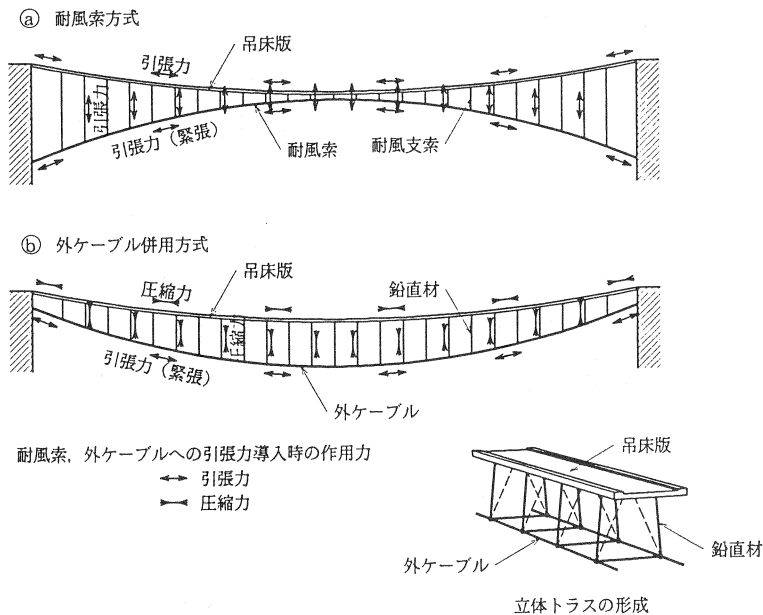 ⓐ 耐風索方式
吊床版
引張力
引張力
引張力（緊張）
耐風索
耐風支索
ⓑ 外ケーブル併用方式
吊床版
圧縮力
鉛直材
圧縮力
引張力（緊張）
外ケーブル
耐風索，外ケーブルへの引張力導入時の作用力
引張力
圧縮力
吊床版
鉛直材
外ケーブル
立体トラスの形成